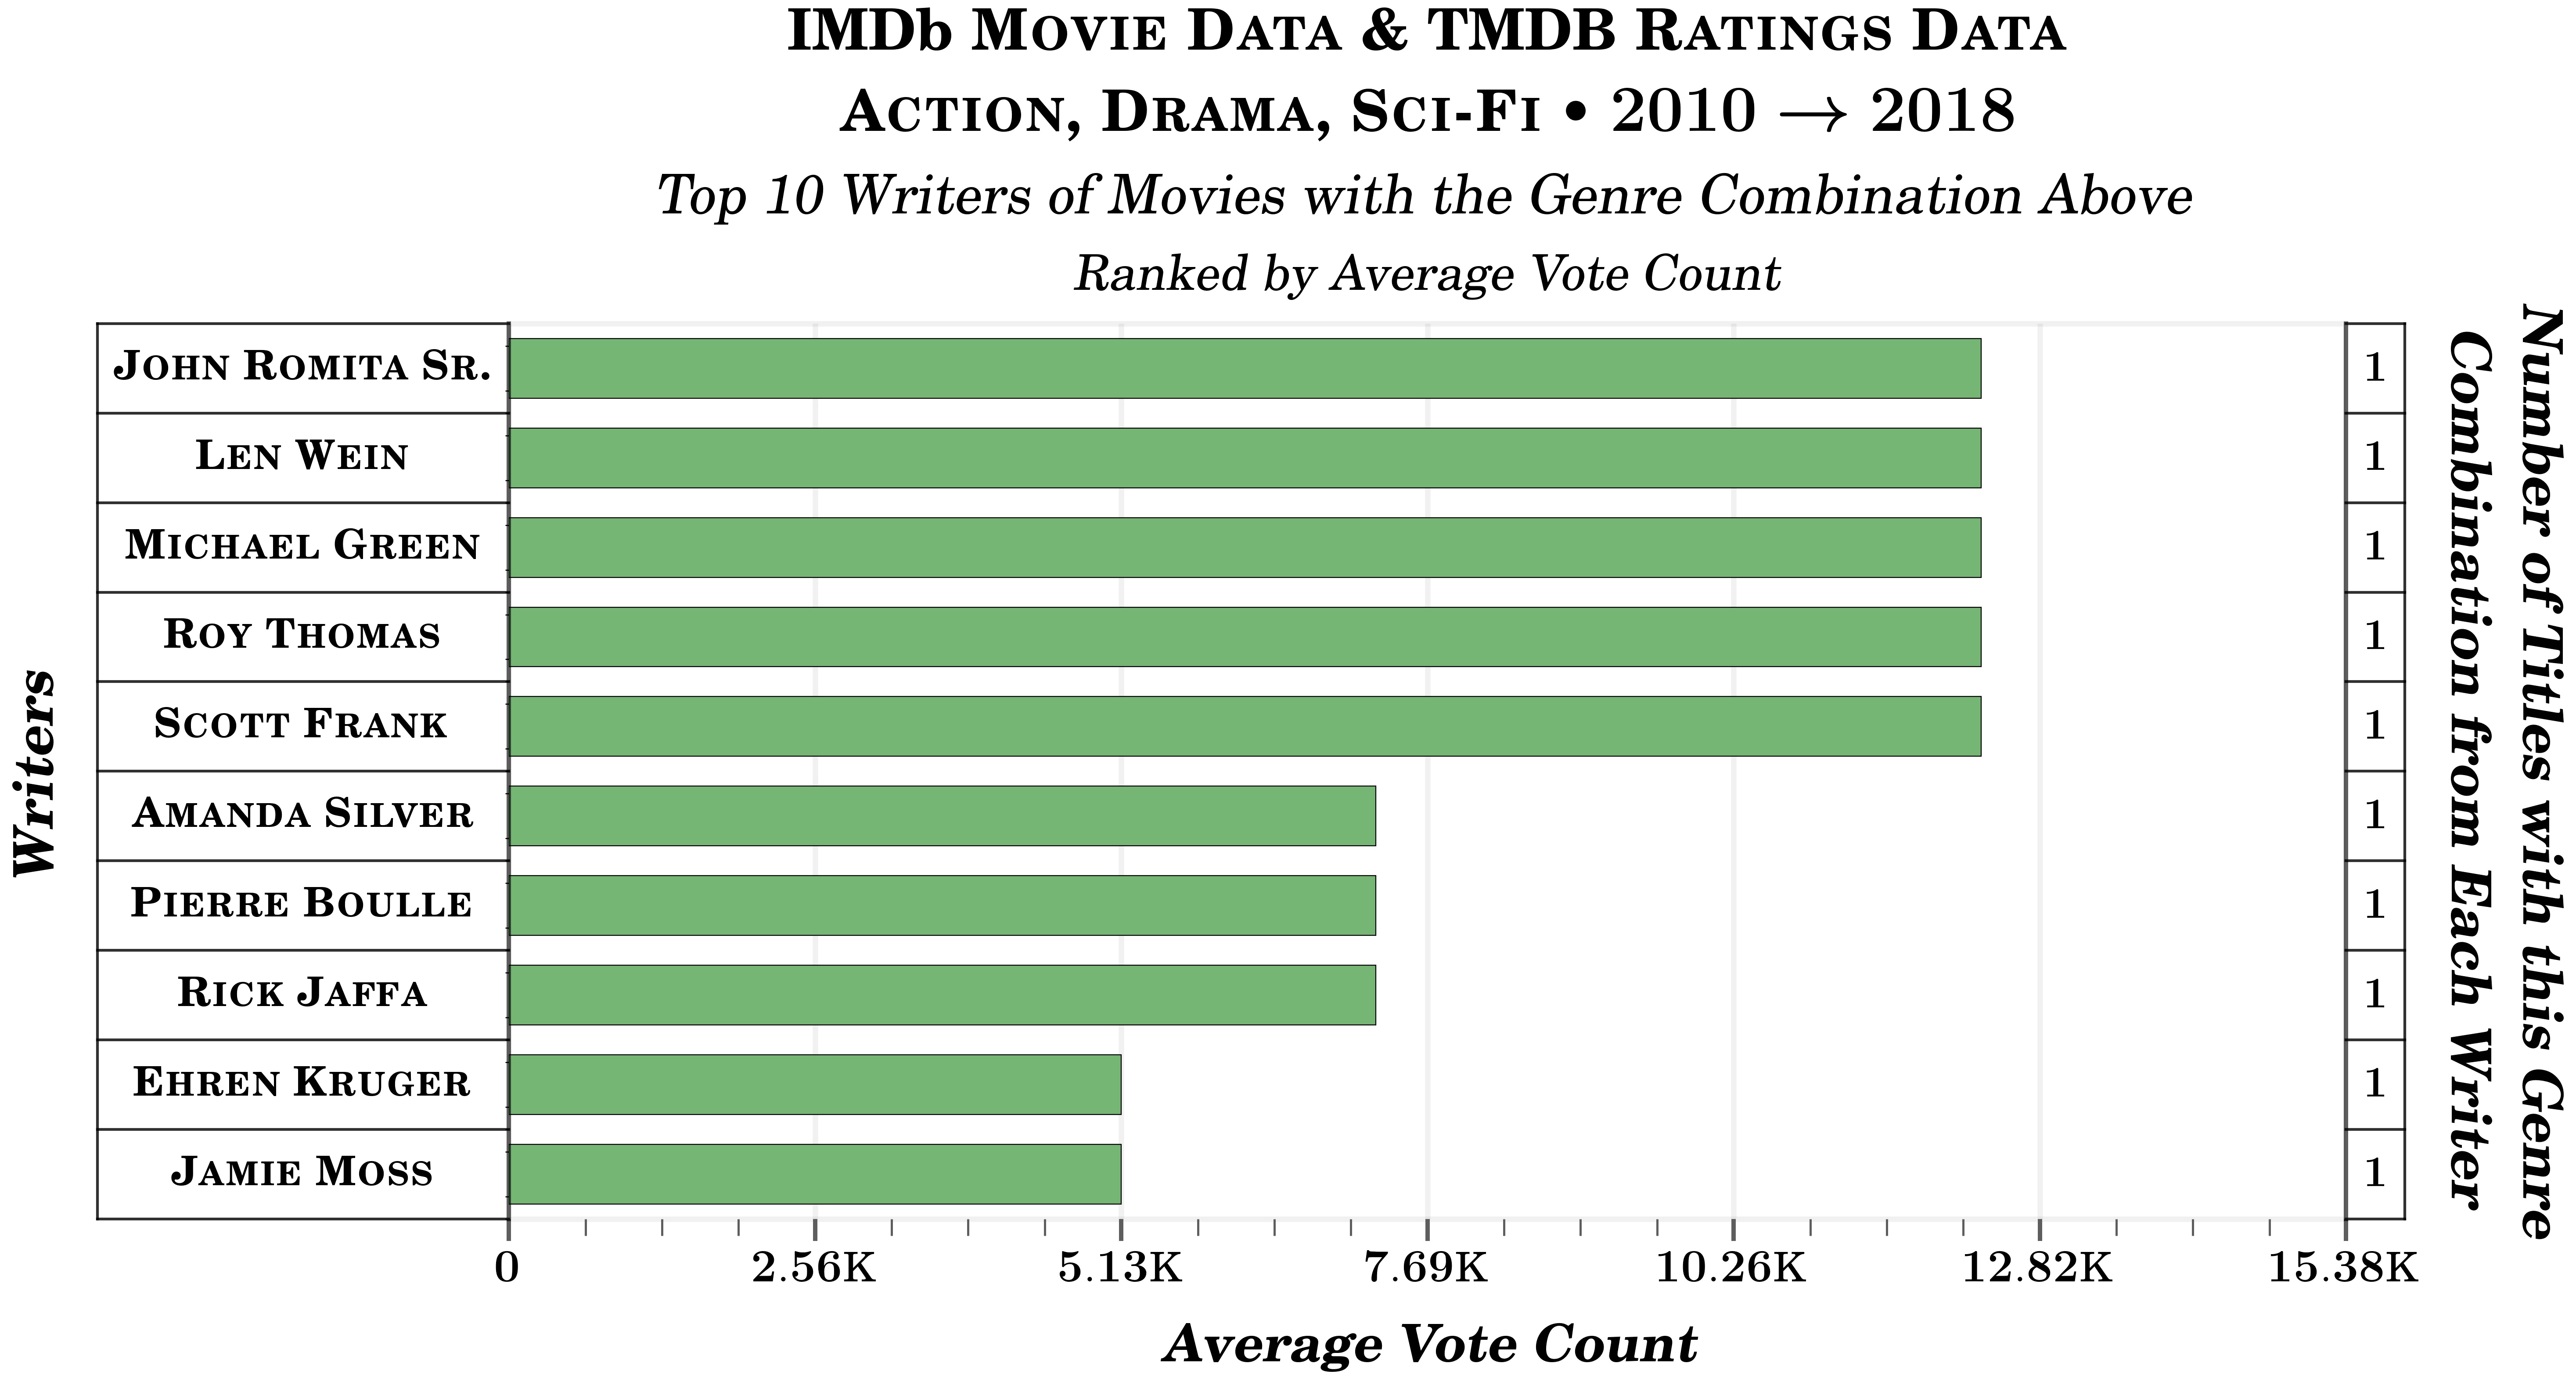 IMDb Movie Data & TMDB Ratings Data
Action, Drama, Sci-Fi • 2010 → 2018
Top 10 Writers of Movies with the Genre Combination Above
Ranked by Average Vote Count
Writers
John Romita Sr. 1
Len Wein 1
Michael Green 1
Roy Thomas 1
Scott Frank 1
Amanda Silver 1
Pierre Boulle 1
Rick Jaffa 1
Ehren Kruger 1
Jamie Moss 1
Number of Titles with this Genre
Combination from Each Writer
0 2.56K 5.13K 7.69K 10.26K 12.82K 15.38K
Average Vote Count